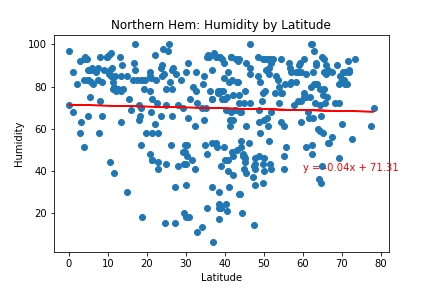 Northern Hem: Humidity by Latitude
100
80
60
40
20
Humidity
y = -0.04x + 71.31
0 10 20 30 40 50 60 70 80
Latitude